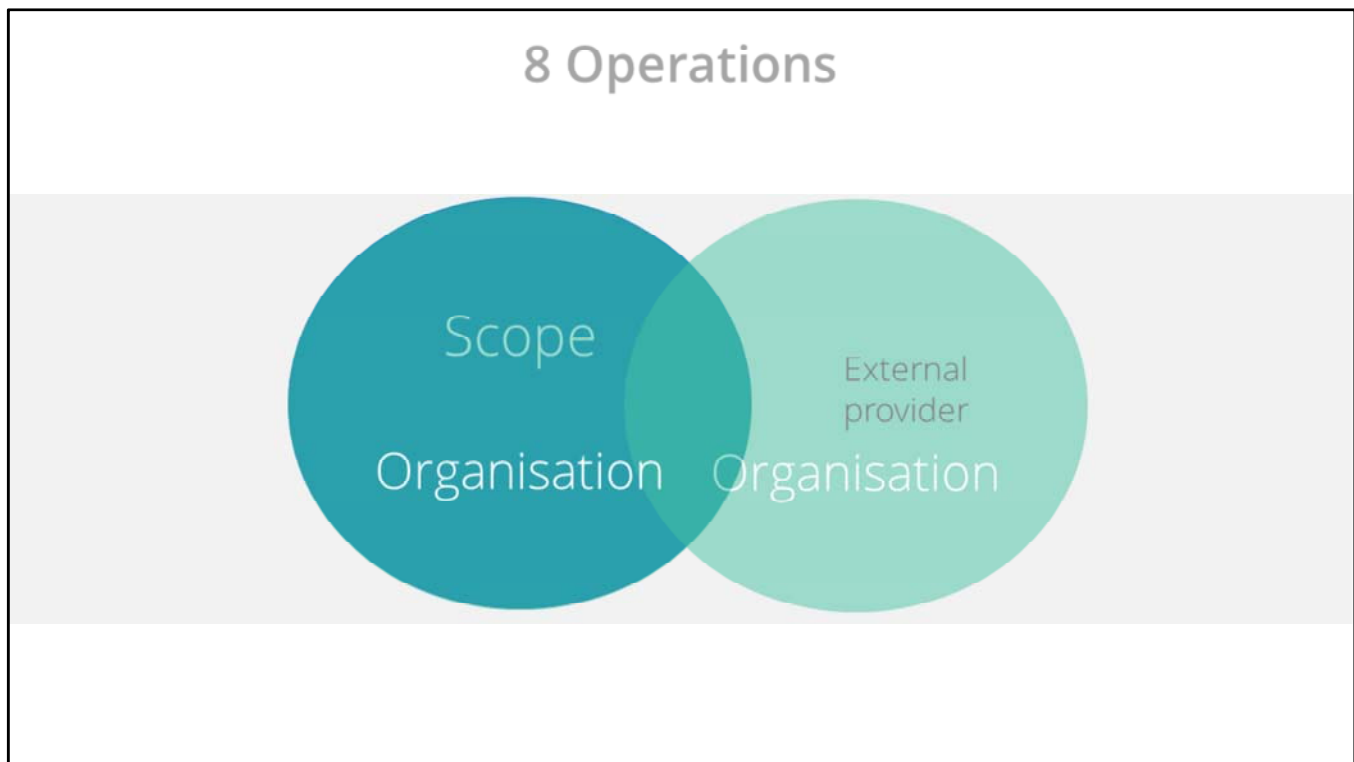 8 Operations
Scope
External
provider
Organisation
Organisation